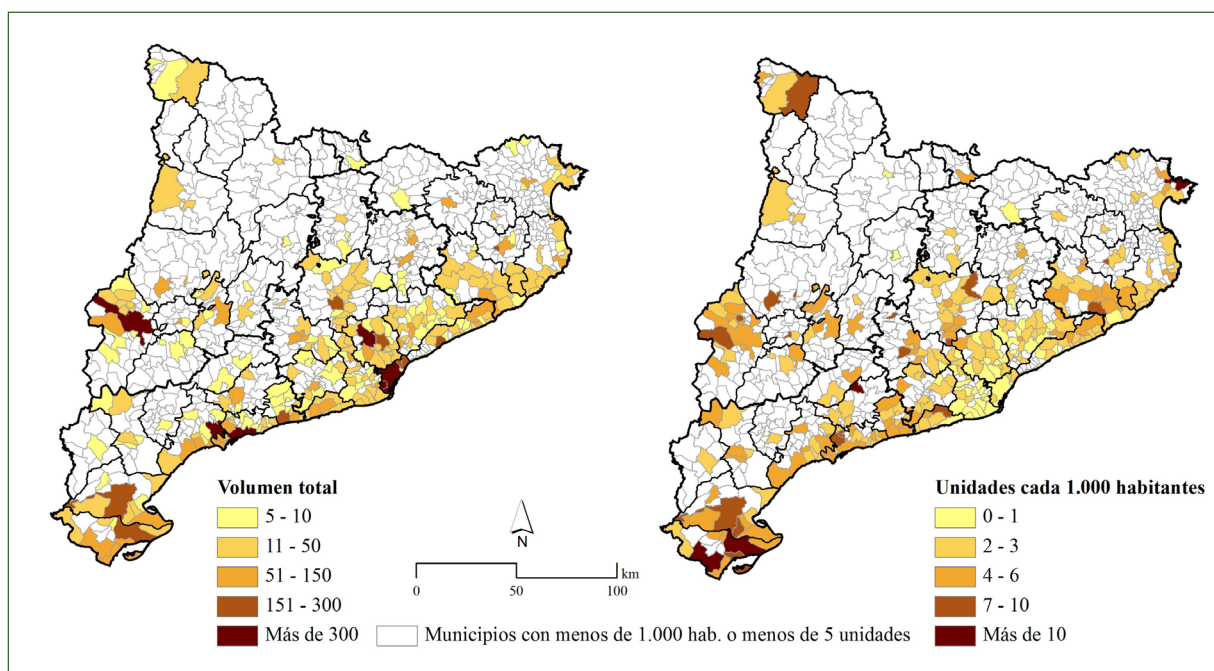 Volumen total
5 - 10
11 - 50
51 - 150
151 - 300
Más de 300
Municipios con menos de 1.000 hab. o menos de 5 unidades
N
km
0
50
100
Unidades cada 1.000 habitantes
0 - 1
2 - 3
4 - 6
7 - 10
Más de 10